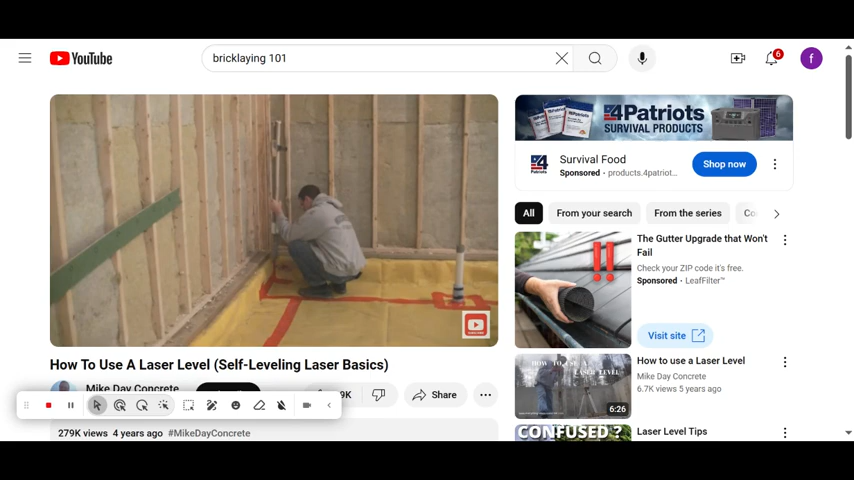 YouTube
bricklaying 101
6
f
4Patriots
SURVIVAL PRODUCTS
Survival Food
Sponsored • products.4patriot...
Shop now
All
From your search
From the series
The Gutter Upgrade that Won't
Fail
Check your ZIP code it's free.
Sponsored • LeafFilter™
Visit site
How To Use A Laser Level (Self-Leveling Laser Basics)
Mike Day Concrete
9K
Share
279K views 4 years ago #MikeDayConcrete
HOW TO USE A
LASER LEVEL
6:26
How to use a Laser Level
Mike Day Concrete
6.7K views 5 years ago
CONFUSED ?
Laser Level Tips